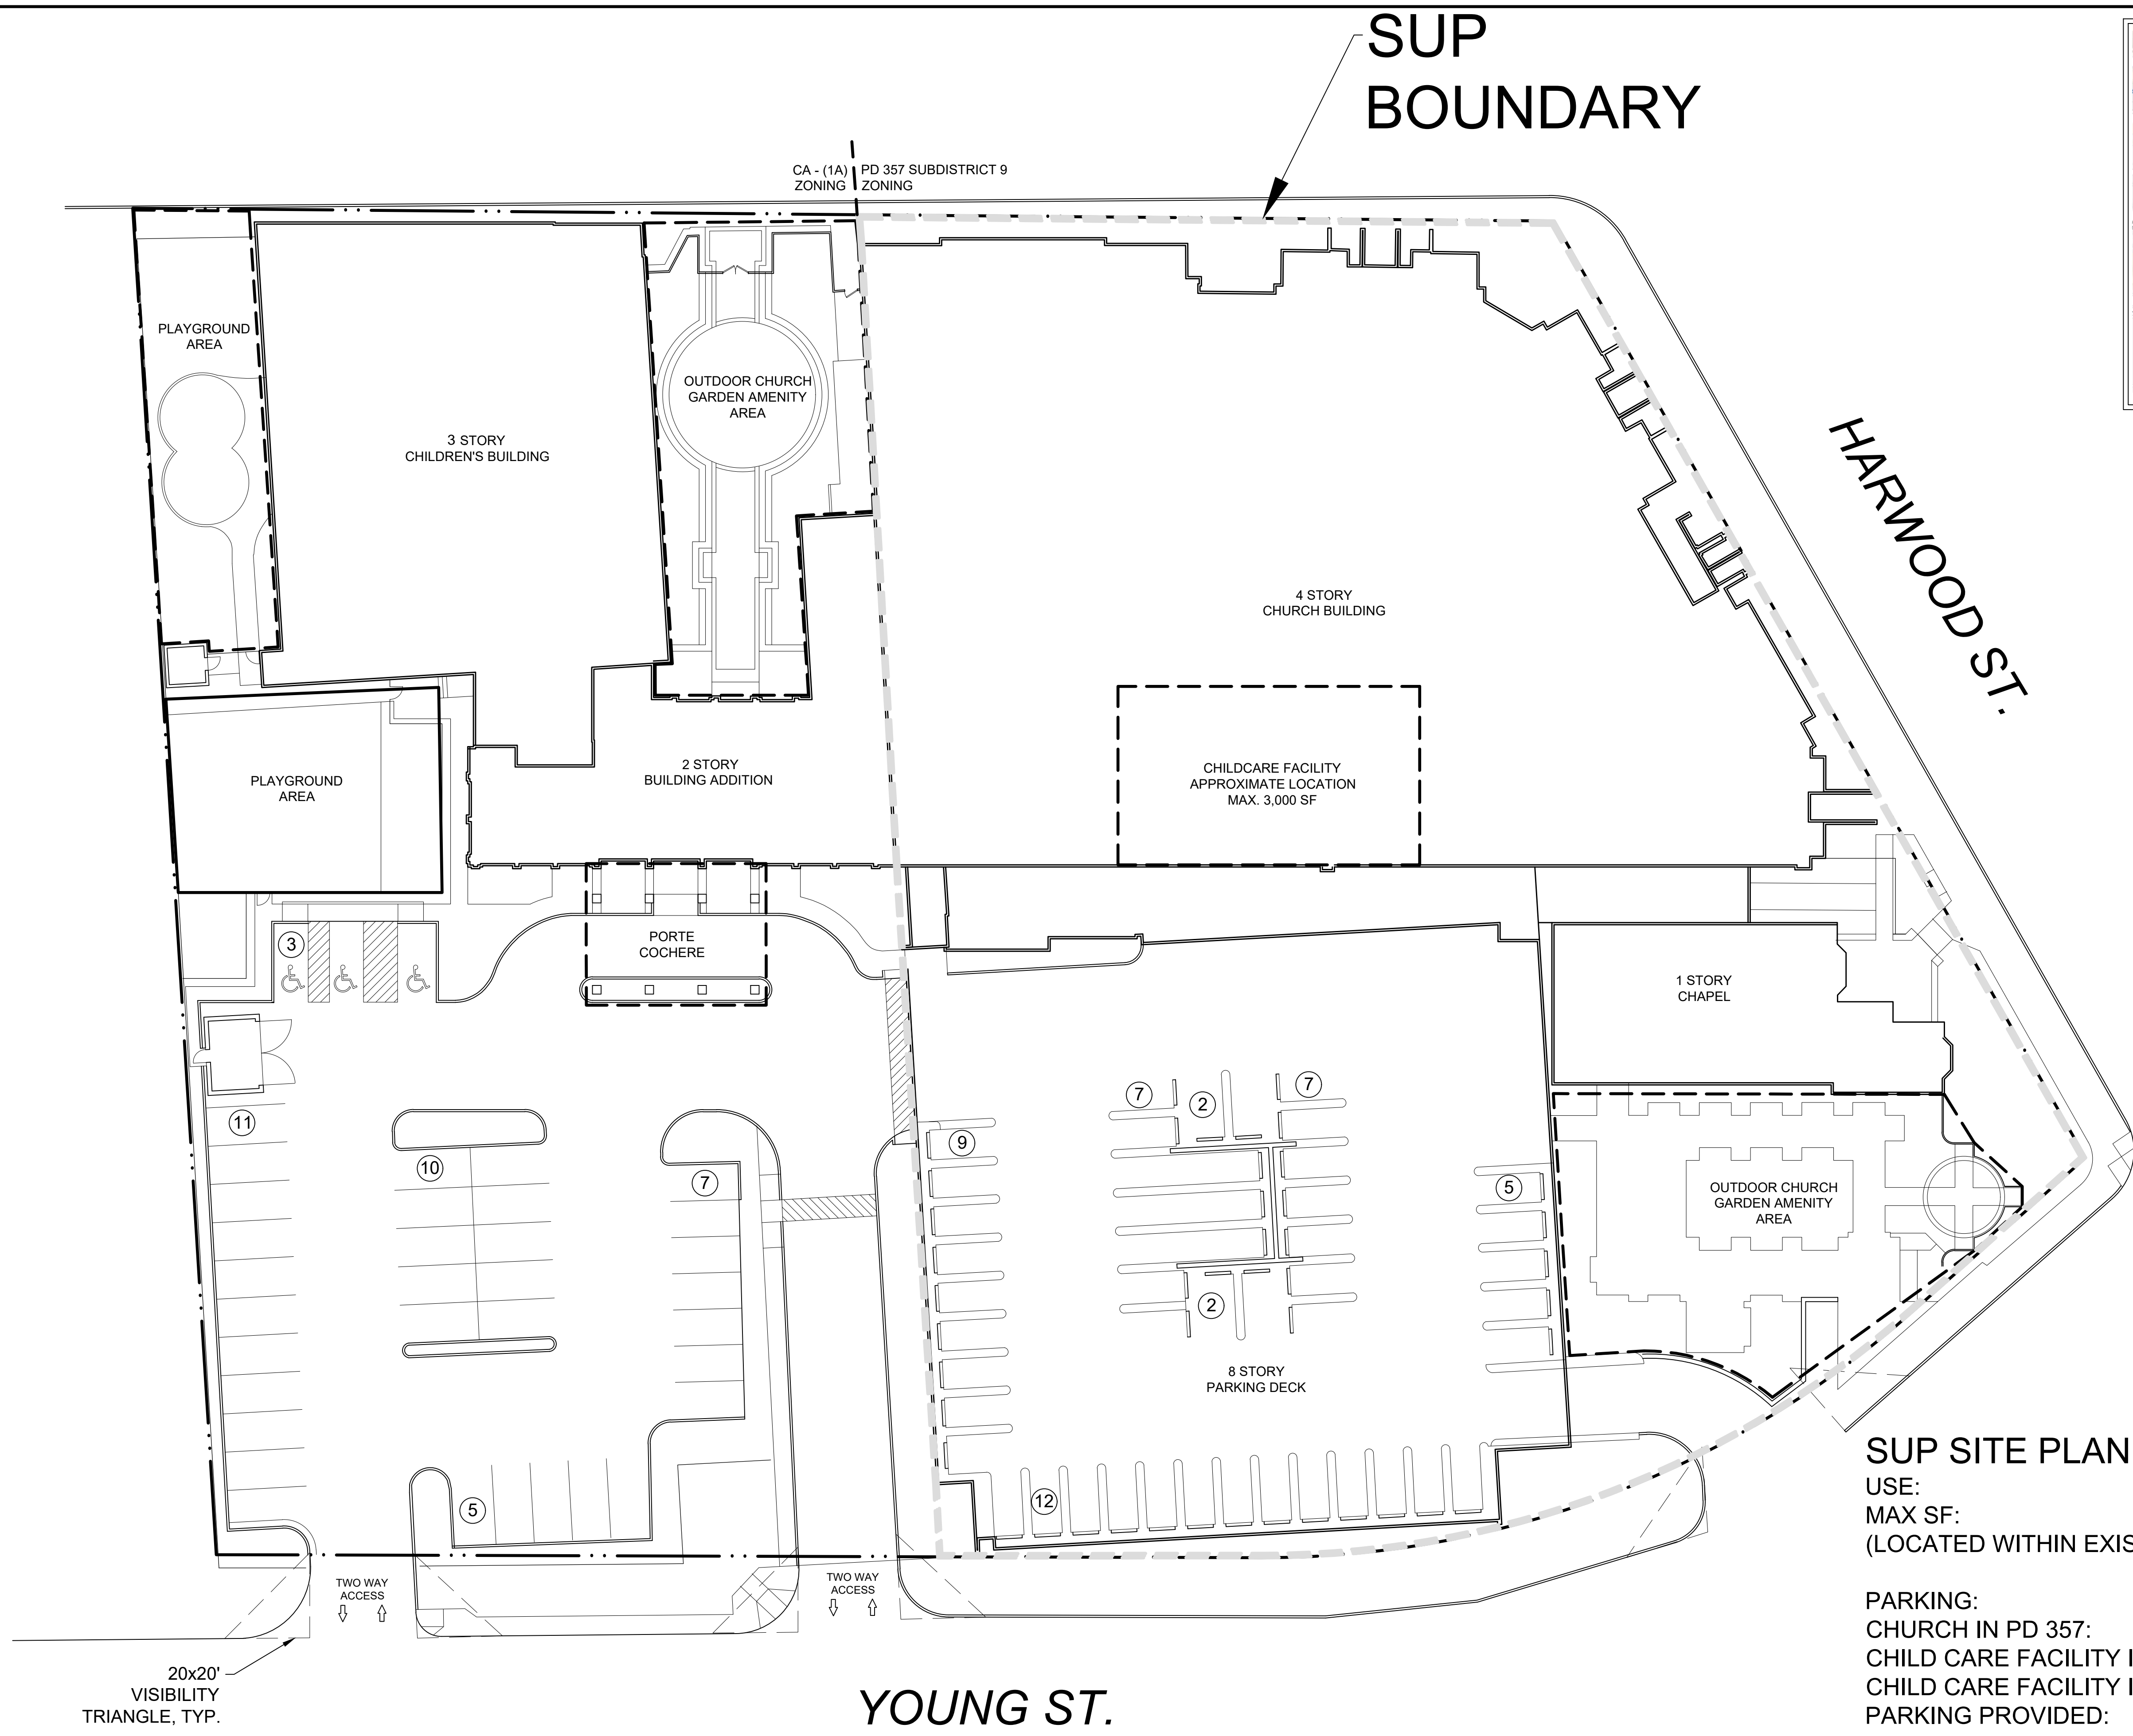 SUP
BOUNDARY
CA - (1A)
ZONING
PD 357 SUBDISTRICT 9
ZONING
PLAYGROUND
AREA
3 STORY
CHILDREN'S BUILDING
OUTDOOR CHURCH
GARDEN AMENITY
AREA
HARWOOD ST.
4 STORY
CHURCH BUILDING
PLAYGROUND
AREA
2 STORY
BUILDING ADDITION
CHILDCARE FACILITY
APPROXIMATE LOCATION
MAX. 3,000 SF
3
PORTE
COCHERE
1 STORY
CHAPEL
11
10
7
9
7
2
7
5
2
OUTDOOR CHURCH
GARDEN AMENITY
AREA
8 STORY
PARKING DECK
5
12
TWO WAY
ACCESS
TWO WAY
ACCESS
20x20'
VISIBILITY
TRIANGLE, TYP.
YOUNG ST.
SUP SITE PLAN
USE:
MAX SF:
(LOCATED WITHIN EXIS
PARKING:
CHURCH IN PD 357:
CHILD CARE FACILITY I
CHILD CARE FACILITY I
PARKING PROVIDED: